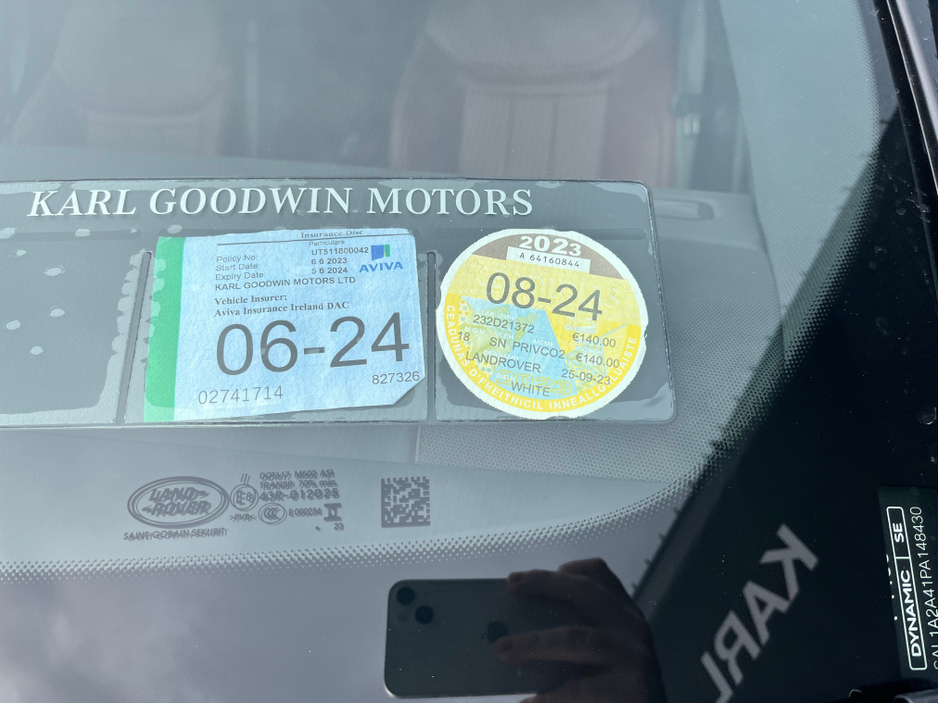 KARL GOODWIN MOTORS
Insurance Disc
Particulars
Policy No: UT511800042
Start Date: 6 6 2023
Expiry Date: 5 6 2024
AVIVA
KARL GOODWIN MOTORS LTD
Vehicle Insurer:
Aviva Insurance Ireland DAC
06-24
02741714
827326
2023
A 64160844
08-24
232D21372
€140.00
18 SN PRIVCO2
€140.00
LANDROVER
25-09-23
WHITE
LAND
ROVER
SAINT-GOBAIN SEKURIT
43R-012028
II
23
KARL
DYNAMIC SE
SAL1A2A41PA148430